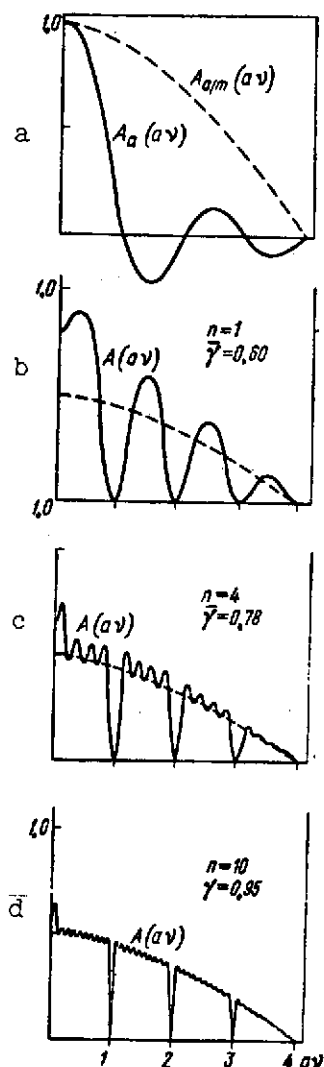 1,0
A_{a/m}(aν)
a
A_a(aν)
1,0
n=1
A(aν)
γ̄=0,60
b
1,0
n=4
c
A(aν)
γ̄=0,78
1,0
d̄
n=10
γ=0,95
A(aν)
1 2 3 4 aν